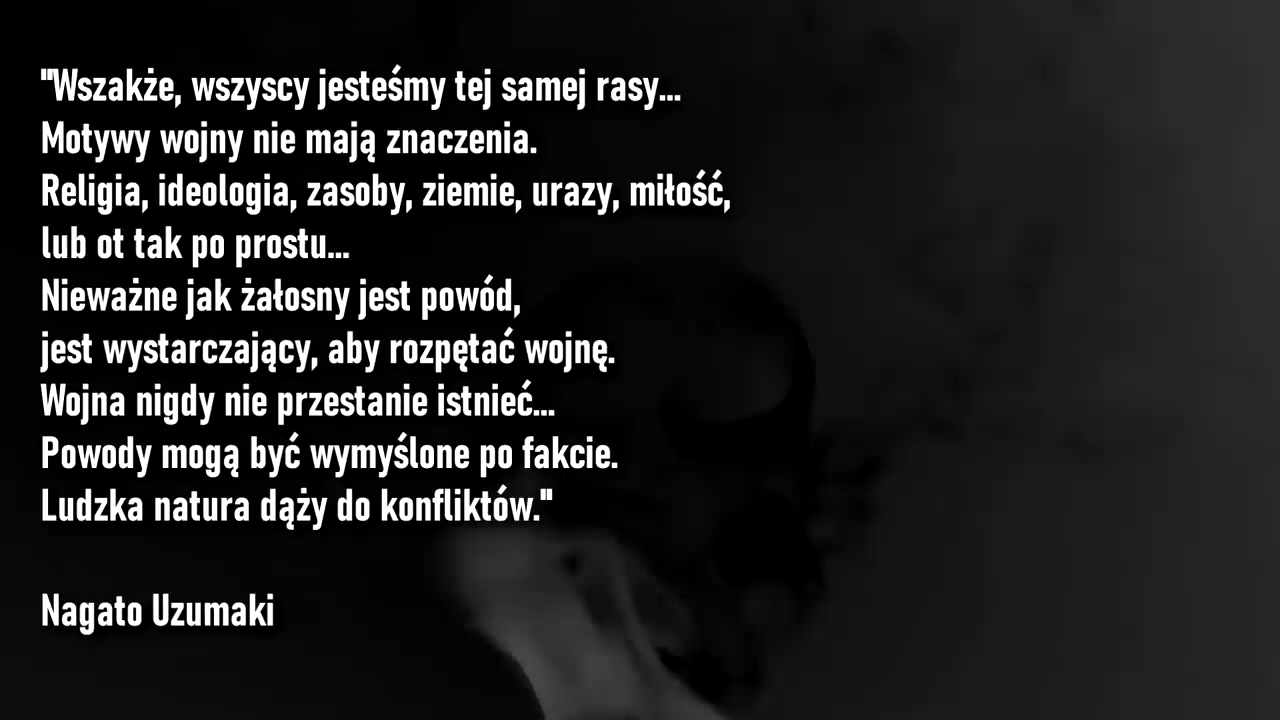 "Wszakże, wszyscy jesteśmy tej samej rasy...
Motywy wojny nie mają znaczenia.
Religia, ideologia, zasoby, ziemie, urazy, miłość,
lub ot tak po prostu...
Nieważne jak żałosny jest powód,
jest wystarczający, aby rozpętać wojnę.
Wojna nigdy nie przestanie istnieć...
Powody mogą być wymyślone po fakcie.
Ludzka natura dąży do konfliktów."
Nagato Uzumaki